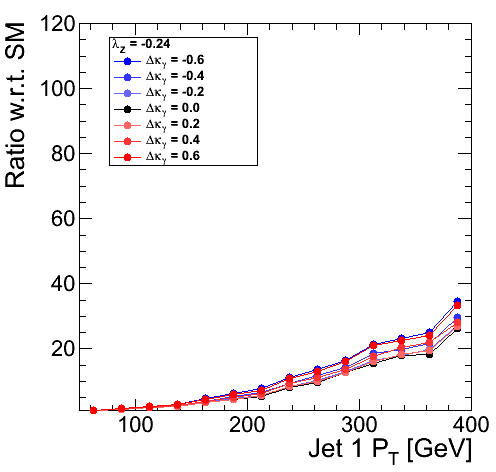 Ratio w.r.t. SM
120
100
80
60
40
20
λZ = -0.24
Δκγ = -0.6
Δκγ = -0.4
Δκγ = -0.2
Δκγ = 0.0
Δκγ = 0.2
Δκγ = 0.4
Δκγ = 0.6
100 200 300 400
Jet 1 PT [GeV]